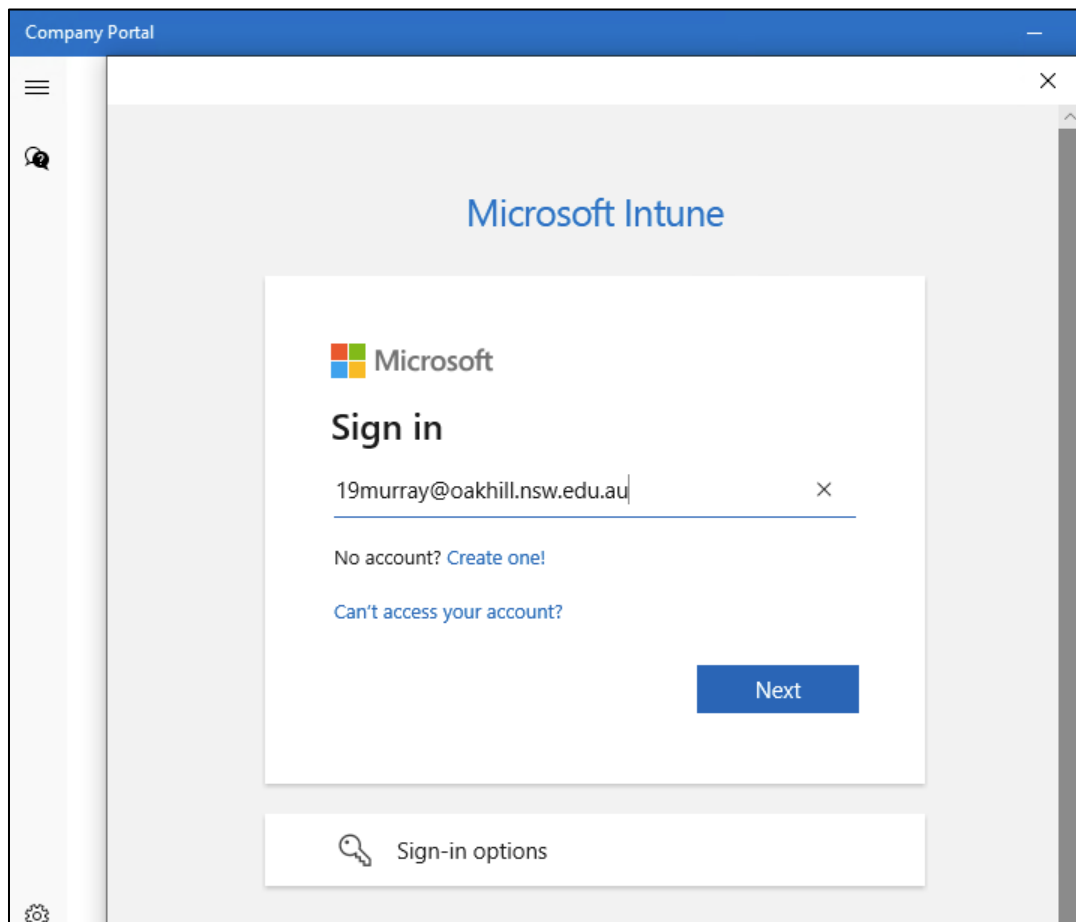 Company Portal
Microsoft Intune
Microsoft
Sign in
19murray@oakhill.nsw.edu.au
No account? Create one!
Can't access your account?
Next
Sign-in options